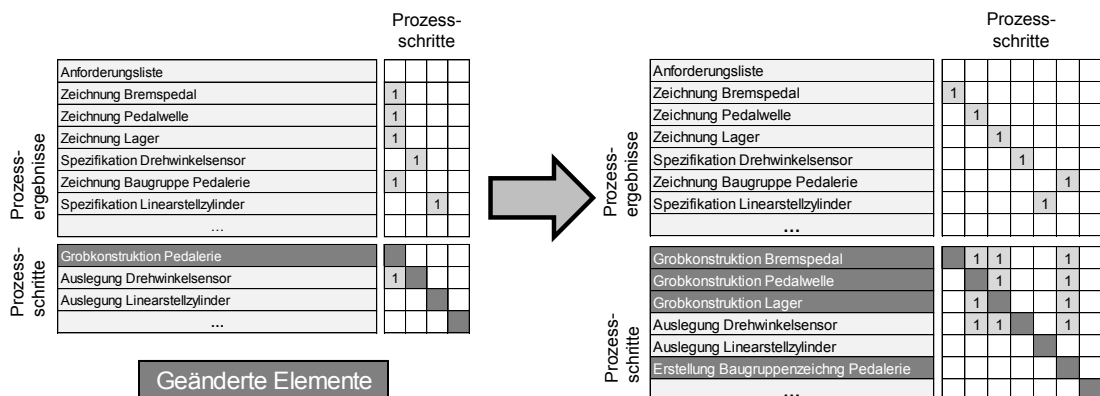 Prozess-
schritte
Prozess-
ergebnisse
Anforderungsliste
Zeichnung Bremspedal 1
Zeichnung Pedalwelle 1
Zeichnung Lager 1
Spezifikation Drehwinkelsensor 1
Zeichnung Baugruppe Pedalerie 1
Spezifikation Linearstellzylinder 1
...
Prozess-
schritte
Grobkonstruktion Pedalerie
Auslegung Drehwinkelsensor 1
Auslegung Linearstellzylinder
...
Geänderte Elemente
Prozess-
schritte
Prozess-
ergebnisse
Anforderungsliste
Zeichnung Bremspedal 1
Zeichnung Pedalwelle 1
Zeichnung Lager 1
Spezifikation Drehwinkelsensor 1
Zeichnung Baugruppe Pedalerie 1
Spezifikation Linearstellzylinder 1
...
Prozess-
schritte
Grobkonstruktion Bremspedal 1 1 1
Grobkonstruktion Pedalwelle 1 1
Grobkonstruktion Lager 1 1
Auslegung Drehwinkelsensor 1 1 1
Auslegung Linearstellzylinder
Erstellung Baugruppenzeichng Pedalerie
...